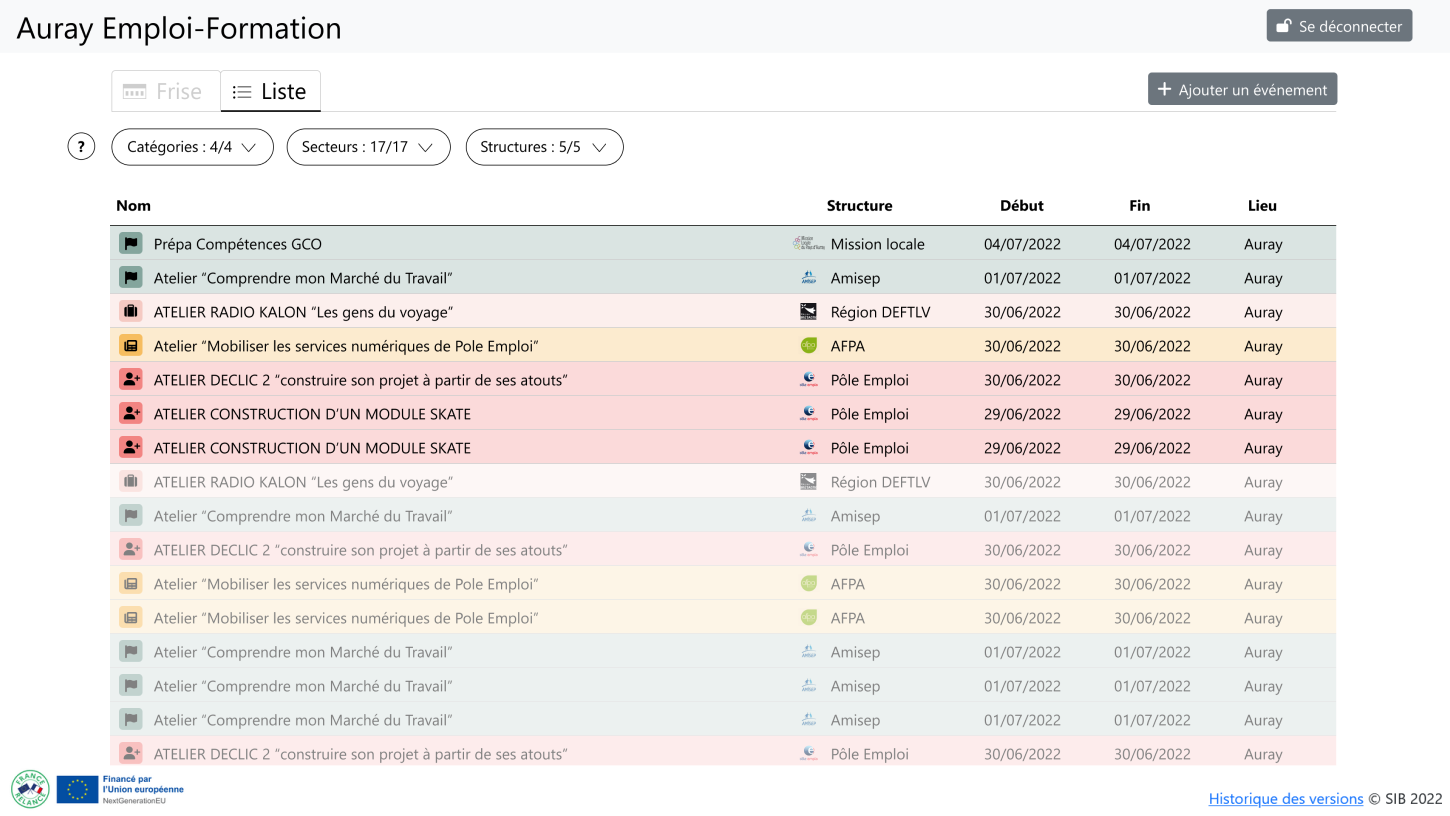 Auray Emploi-Formation
Se déconnecter
Frise
Liste
Ajouter un événement
?
Catégories : 4/4
Secteurs : 17/17
Structures : 5/5
Nom Structure Début Fin Lieu
Prépa Compétences GCO Mission locale 04/07/2022 04/07/2022 Auray
Atelier “Comprendre mon Marché du Travail” Amisep 01/07/2022 01/07/2022 Auray
ATELIER RADIO KALON “Les gens du voyage” Région DEFTLV 30/06/2022 30/06/2022 Auray
Atelier “Mobiliser les services numériques de Pole Emploi” AFPA 30/06/2022 30/06/2022 Auray
ATELIER DECLIC 2 “construire son projet à partir de ses atouts” Pôle Emploi 30/06/2022 30/06/2022 Auray
ATELIER CONSTRUCTION D’UN MODULE SKATE Pôle Emploi 29/06/2022 29/06/2022 Auray
ATELIER CONSTRUCTION D’UN MODULE SKATE Pôle Emploi 29/06/2022 29/06/2022 Auray
ATELIER RADIO KALON “Les gens du voyage” Région DEFTLV 30/06/2022 30/06/2022 Auray
Atelier “Comprendre mon Marché du Travail” Amisep 01/07/2022 01/07/2022 Auray
ATELIER DECLIC 2 “construire son projet à partir de ses atouts” Pôle Emploi 30/06/2022 30/06/2022 Auray
Atelier “Mobiliser les services numériques de Pole Emploi” AFPA 30/06/2022 30/06/2022 Auray
Atelier “Mobiliser les services numériques de Pole Emploi” AFPA 30/06/2022 30/06/2022 Auray
Atelier “Comprendre mon Marché du Travail” Amisep 01/07/2022 01/07/2022 Auray
Atelier “Comprendre mon Marché du Travail” Amisep 01/07/2022 01/07/2022 Auray
Atelier “Comprendre mon Marché du Travail” Amisep 01/07/2022 01/07/2022 Auray
ATELIER DECLIC 2 “construire son projet à partir de ses atouts” Pôle Emploi 30/06/2022 30/06/2022 Auray
FRANCE RELANCE
Financé par
l’Union européenne
NextGenerationEU
Historique des versions © SIB 2022